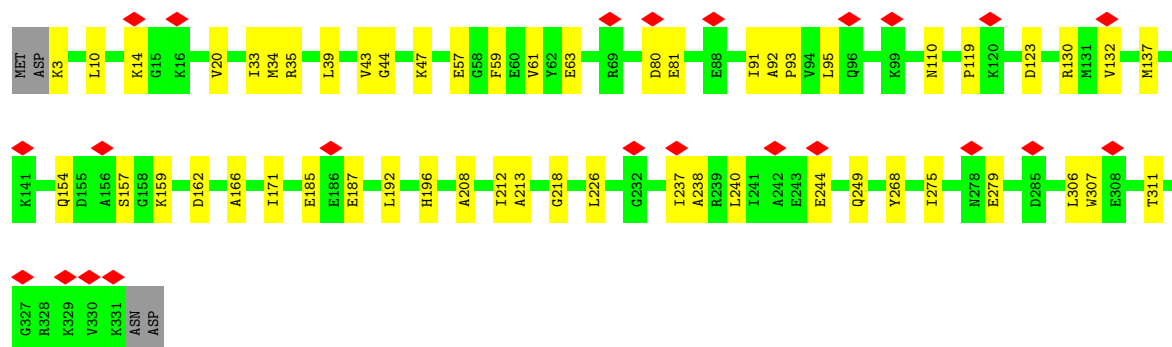 MET ASP K3 L10 K14 G15 K16 V20 I33 M34 R35 L39 V43 G44 K47 E57 G58 F59 E60 V61 Y62 E63 R69 D80 E81 E88 I91 A92 P93 V94 L95 Q96 K99 N110 P119 K120 D123 R130 M131 V132 M137
K141 Q154 D155 A156 S157 G158 K159 D162 A166 I171 E185 E186 E187 L192 H196 A208 I212 A213 G218 L226 G232 I237 A238 R239 L240 I241 A242 E243 E244 Q249 Y268 I275 N278 E279 D285 L306 W307 E308 T311
G327 R328 K329 V330 K331 ASN ASP